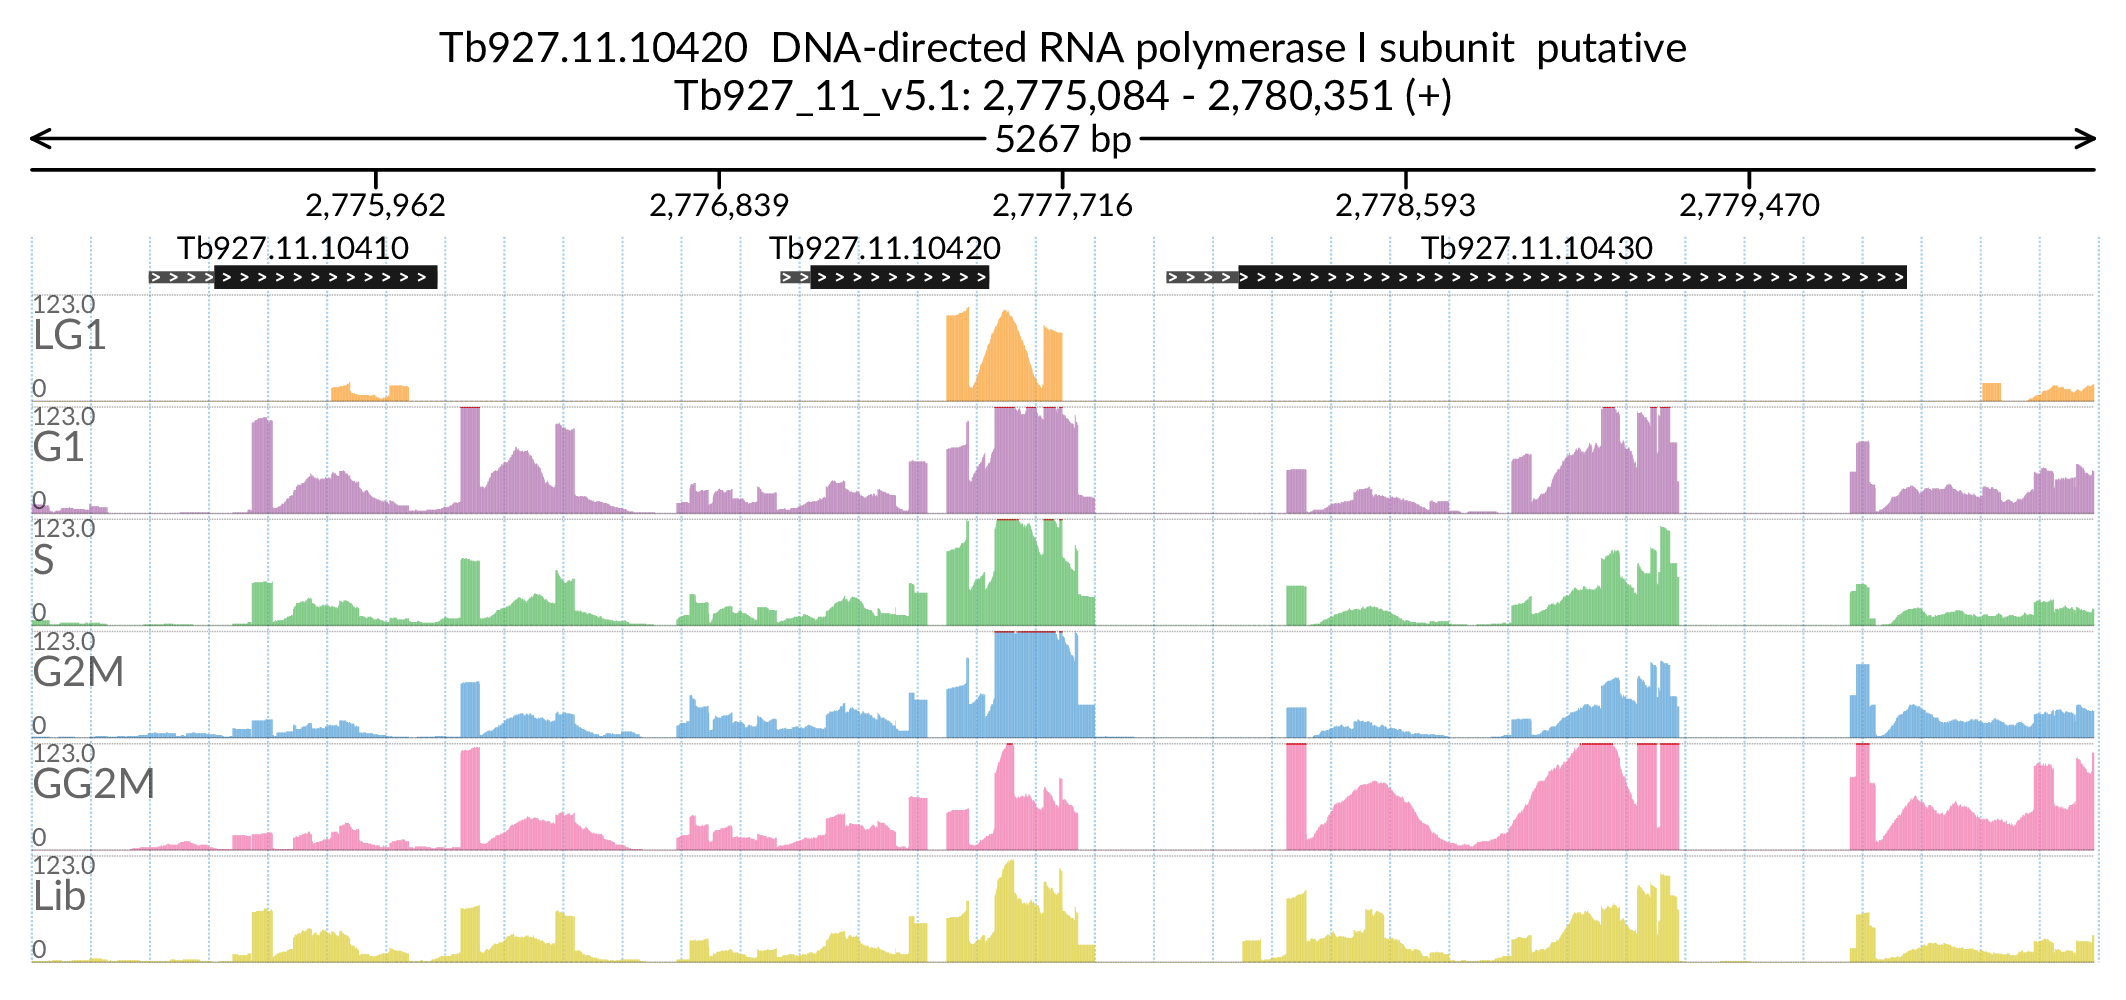 Tb927.11.10420  DNA-directed RNA polymerase I subunit  putative
Tb927_11_v5.1: 2,775,084 - 2,780,351 (+)
5267 bp
2,775,962 2,776,839 2,777,716 2,778,593 2,779,470
Tb927.11.10410 Tb927.11.10420 Tb927.11.10430
123.0
LG1
0
123.0
G1
0
123.0
S
0
123.0
G2M
0
123.0
GG2M
0
123.0
Lib
0